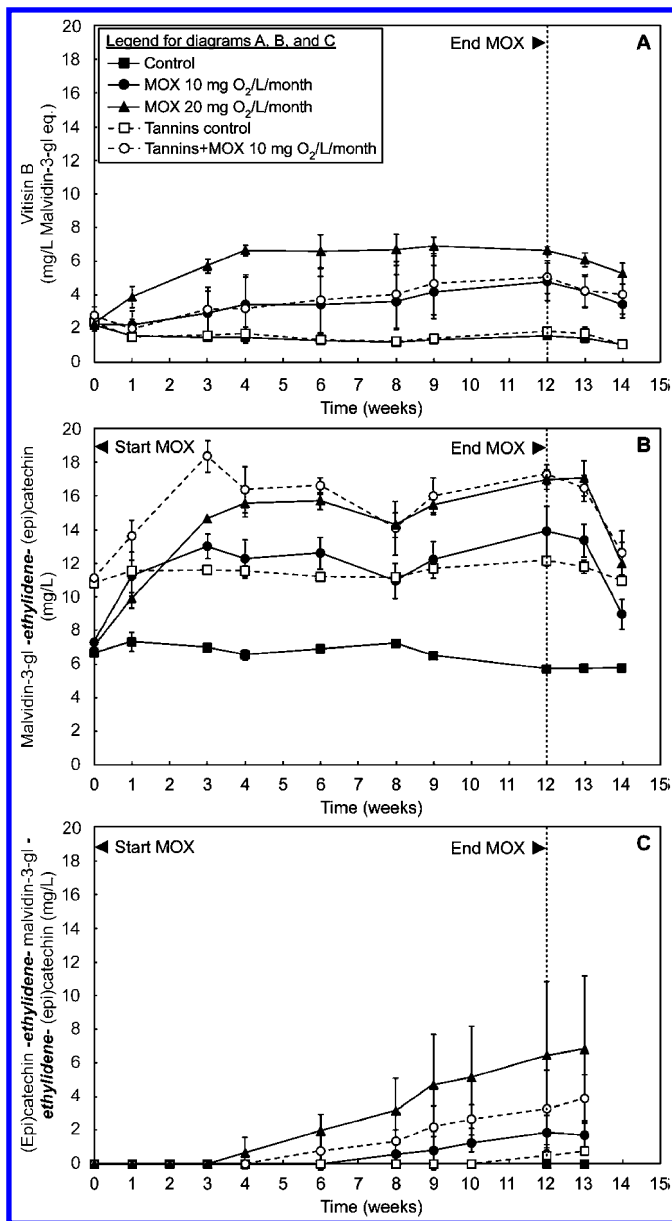 Legend for diagrams A, B, and C
Control
MOX 10 mg O2/L/month
MOX 20 mg O2/L/month
Tannins control
Tannins+MOX 10 mg O2/L/month
End MOX ►
A
20
18
16
14
12
10
8
6
4
2
0
Vitisin B
(mg/L Malvidin-3-gl eq.)
0 1 2 3 4 5 6 7 8 9 10 11 12 13 14 15
Time (weeks)
◄ Start MOX
End MOX ►
B
20
18
16
14
12
10
8
6
4
2
0
Malvidin-3-gl -ethylidene- (epi)catechin
(mg/L)
0 1 2 3 4 5 6 7 8 9 10 11 12 13 14 15
Time (weeks)
◄ Start MOX
End MOX ►
C
20
18
16
14
12
10
8
6
4
2
0
(Epi)catechin -ethylidene- malvidin-3-gl -
ethylidene- (epi)catechin (mg/L)
0 1 2 3 4 5 6 7 8 9 10 11 12 13 14 15
Time (weeks)